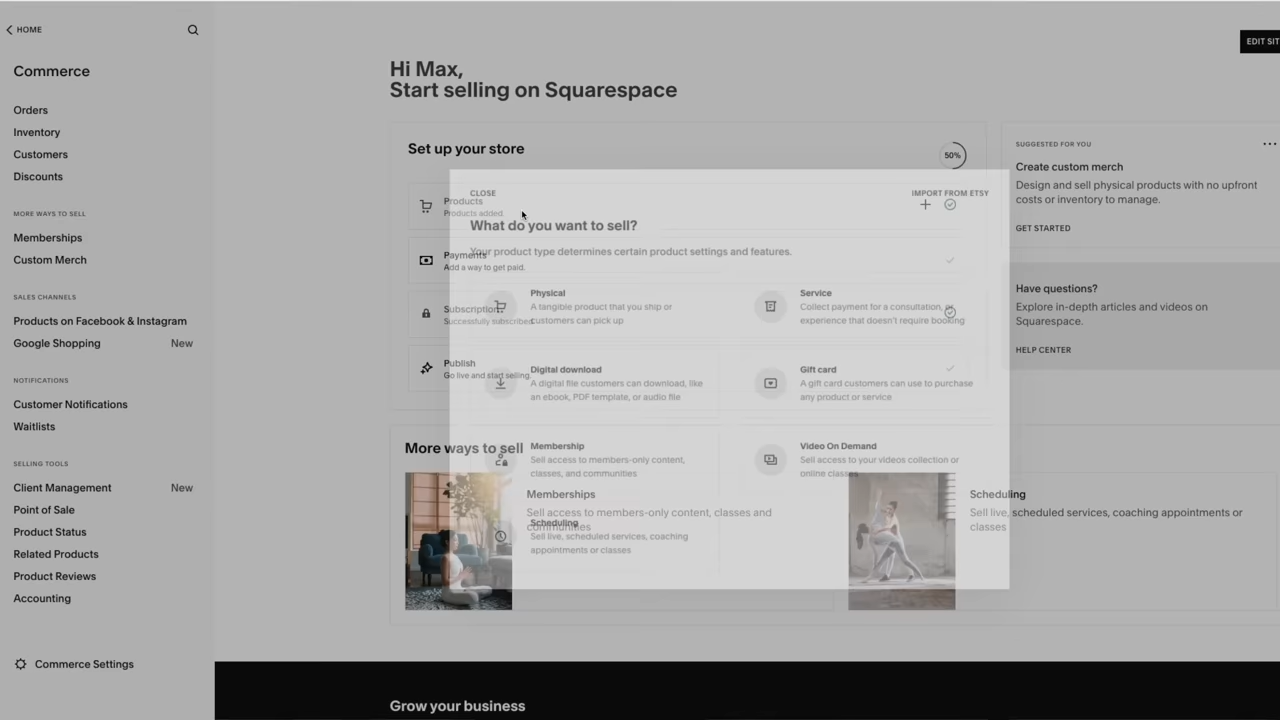 HOME
Commerce
Orders
Inventory
Customers
Discounts
MORE WAYS TO SELL
Memberships
Custom Merch
SALES CHANNELS
Products on Facebook & Instagram
Google Shopping New
NOTIFICATIONS
Customer Notifications
Waitlists
SELLING TOOLS
Client Management New
Point of Sale
Product Status
Related Products
Product Reviews
Accounting
Commerce Settings
EDIT SIT
Hi Max,
Start selling on Squarespace
Set up your store
50%
Products
Products added.
Payments
Add a way to get paid.
Subscription
Successfully subscribed.
Publish
Go live and start selling.
CLOSE
IMPORT FROM ETSY
What do you want to sell?
Your product type determines certain product settings and features.
Physical
A tangible product that you ship or
customers can pick up
Service
Collect payment for a consultation, or
experience that doesn't require booking
Digital download
A digital file customers can download, like
an ebook, PDF template, or audio file
Gift card
A gift card customers can use to purchase
any product or service
Membership
Sell access to members-only content,
classes, and communities
Video On Demand
Sell access to your videos collection or
online classes
Scheduling
Sell live, scheduled services, coaching
appointments or classes
More ways to sell
Memberships
Sell access to members-only content, classes and
communities
Scheduling
Sell live, scheduled services, coaching appointments or
classes
SUGGESTED FOR YOU
Create custom merch
Design and sell physical products with no upfront
costs or inventory to manage.
GET STARTED
Have questions?
Explore in-depth articles and videos on
Squarespace.
HELP CENTER
Grow your business